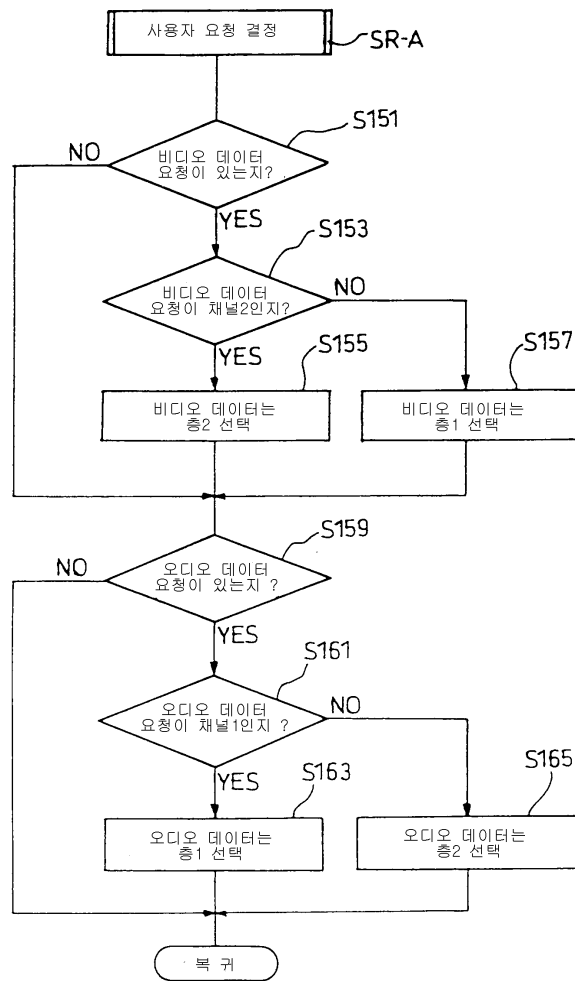 사용자 요청 결정
SR-A
S151
NO
비디오 데이터
요청이 있는지?
YES
S153
비디오 데이터
요청이 채널2인지?
NO
YES
S155
S157
비디오 데이터는
층2 선택
비디오 데이터는
층1 선택
S159
NO
오디오 데이터
요청이 있는지 ?
YES
S161
오디오 데이터
요청이 채널1인지 ?
NO
YES
S163
S165
오디오 데이터는
층1 선택
오디오 데이터는
층2 선택
복 귀